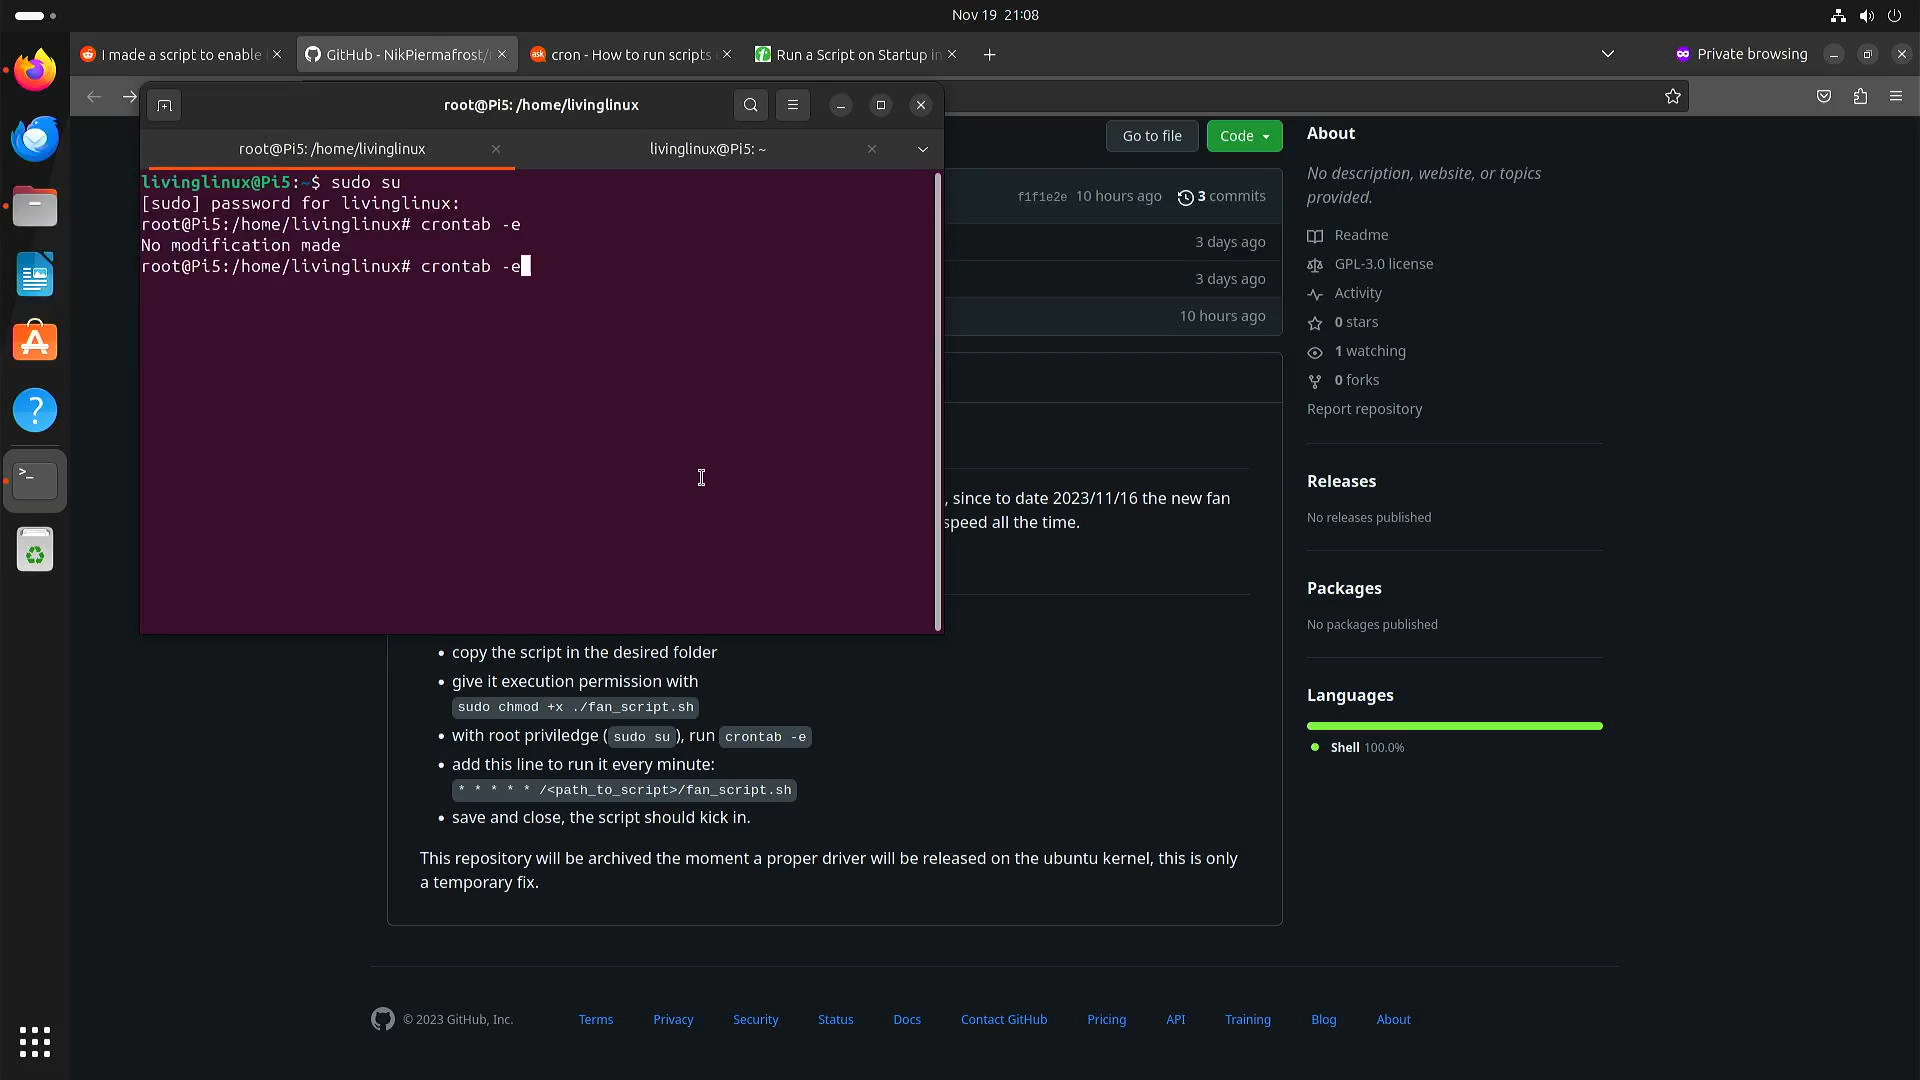 Nov 19 21:08
I made a script to enable
GitHub - NikPiermafrost/
cron - How to run scripts
Run a Script on Startup in
Private browsing
root@Pi5: /home/livinglinux
root@Pi5: /home/livinglinux
livinglinux@Pi5: ~
livinglinux@Pi5:~$ sudo su
[sudo] password for livinglinux:
root@Pi5:/home/livinglinux# crontab -e
No modification made
root@Pi5:/home/livinglinux# crontab -e
Go to file
Code
f1f1e2e 10 hours ago 3 commits
3 days ago
3 days ago
10 hours ago
, since to date 2023/11/16 the new fan
speed all the time.
• copy the script in the desired folder
• give it execution permission with
sudo chmod +x ./fan_script.sh
• with root priviledge (sudo su), run crontab -e
• add this line to run it every minute:
* * * * * /<path_to_script>/fan_script.sh
• save and close, the script should kick in.
This repository will be archived the moment a proper driver will be released on the ubuntu kernel, this is only
a temporary fix.
About
No description, website, or topics
provided.
Readme
GPL-3.0 license
Activity
0 stars
1 watching
0 forks
Report repository
Releases
No releases published
Packages
No packages published
Languages
Shell 100.0%
© 2023 GitHub, Inc.
Terms
Privacy
Security
Status
Docs
Contact GitHub
Pricing
API
Training
Blog
About